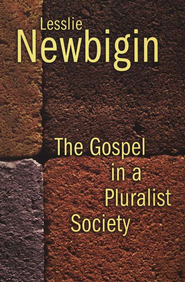 Lesslie
Newbigin
The Gospel
in a
Pluralist
Society